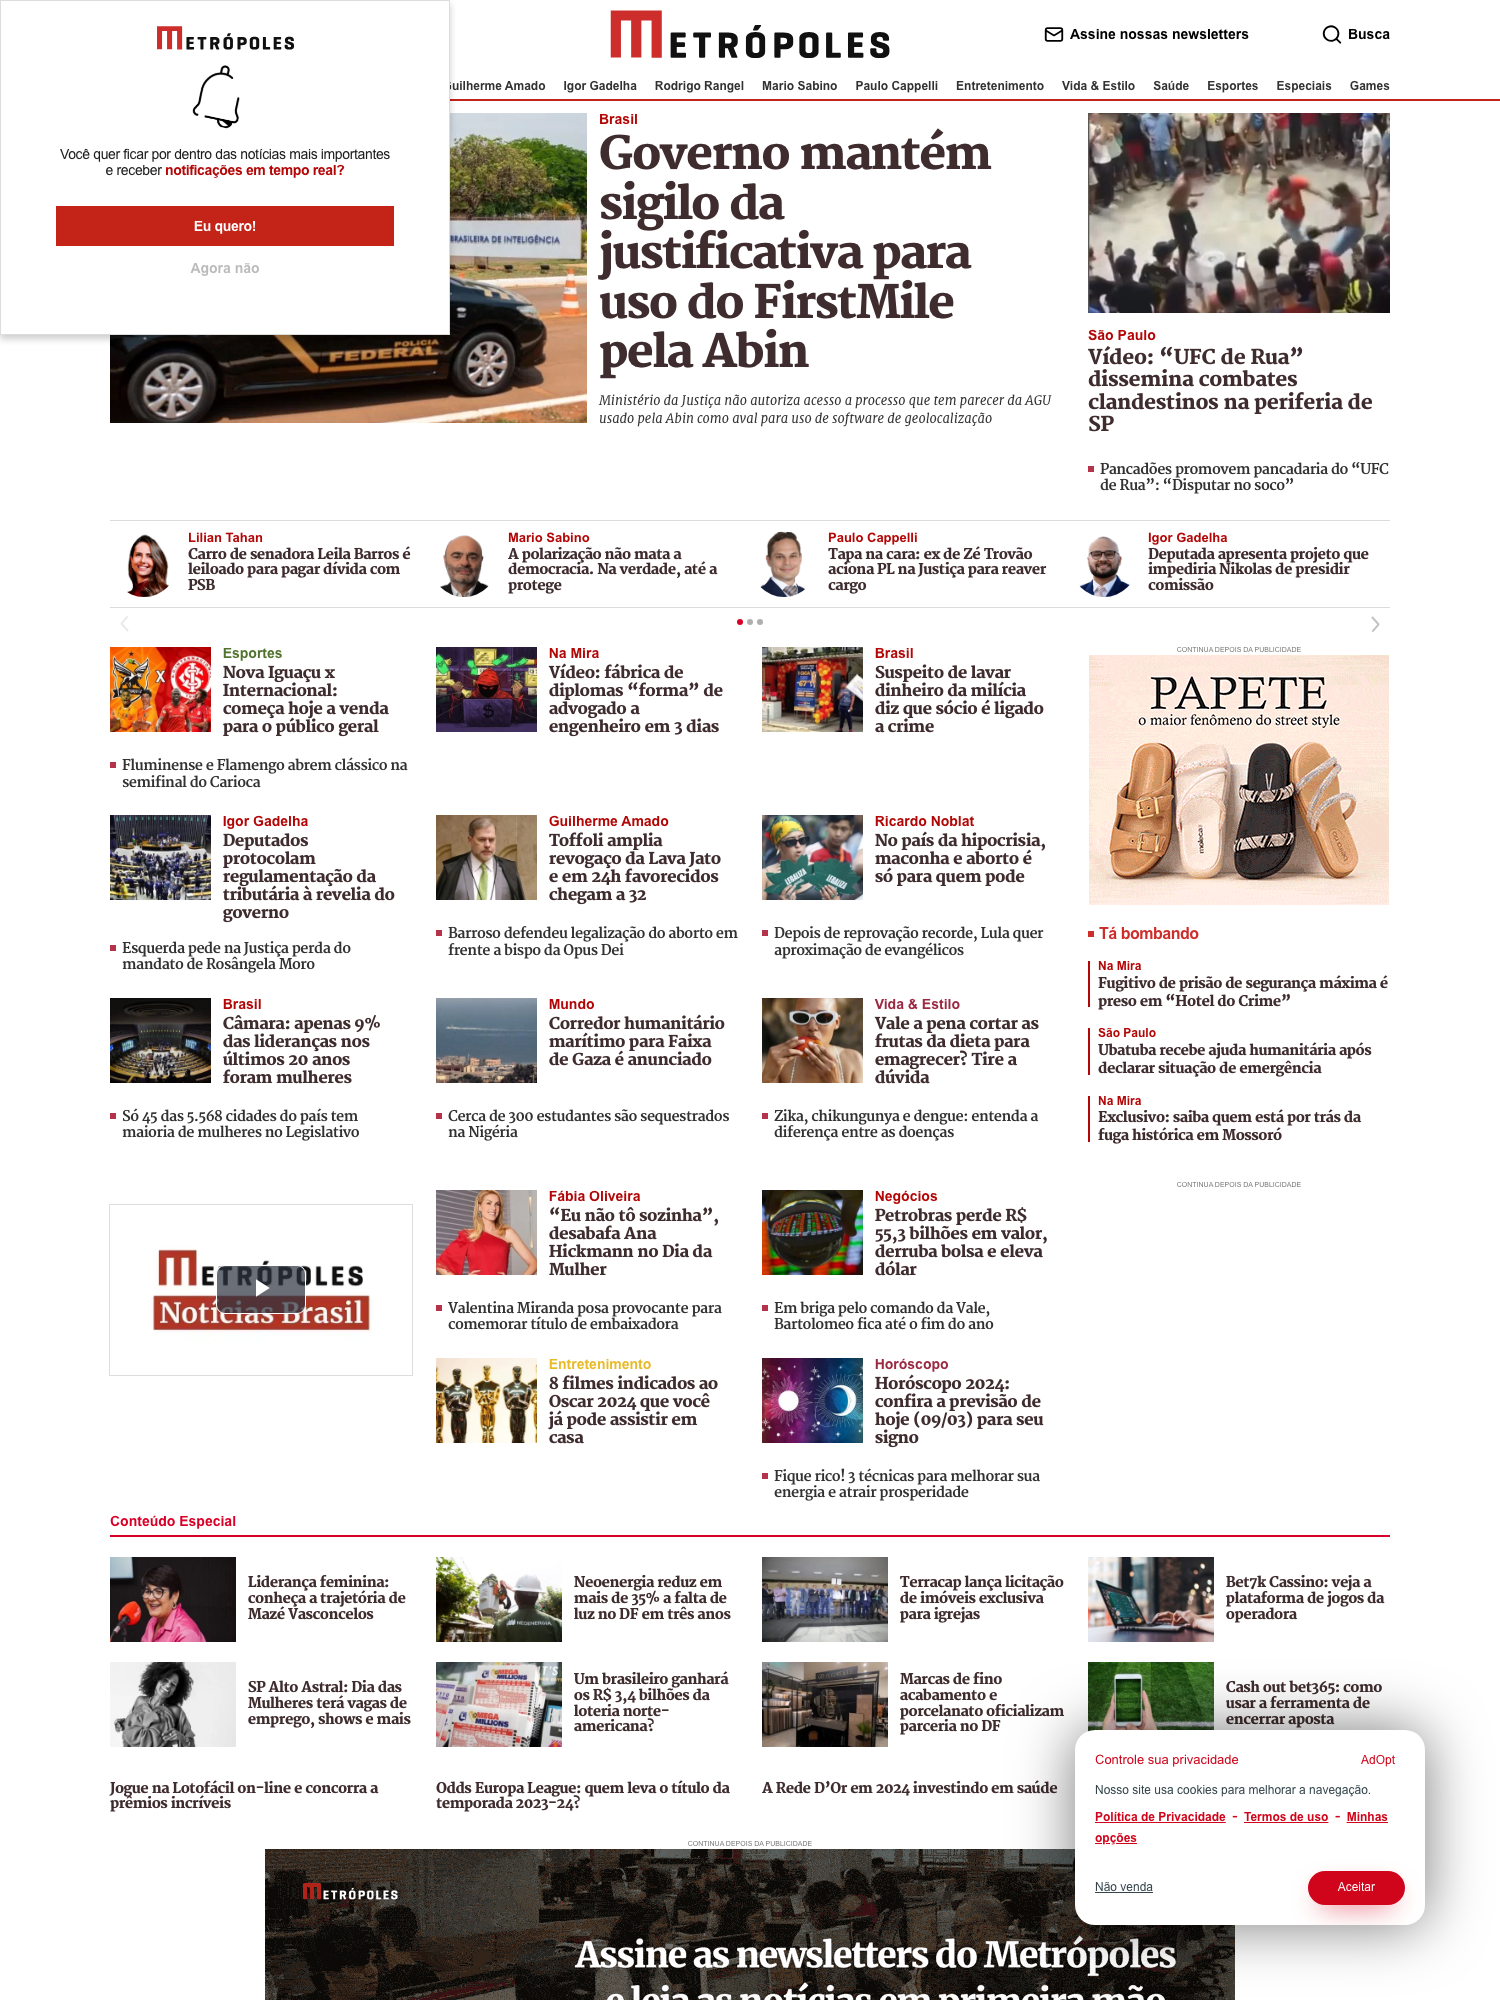 METRÓPOLES
Você quer ficar por dentro das notícias mais importantes
e receber notificações em tempo real?
Eu quero!
Agora não
METRÓPOLES
Assine nossas newsletters
Busca
Guilherme Amado Igor Gadelha Rodrigo Rangel Mario Sabino Paulo Cappelli Entretenimento Vida & Estilo Saúde Esportes Especiais Games
BRASILEIRA DE INTELIGÊNCIA
POLICIA
FEDERAL
Brasil
Governo mantém
sigilo da
justificativa para
uso do FirstMile
pela Abin
Ministério da Justiça não autoriza acesso a processo que tem parecer da AGU
usado pela Abin como aval para uso de software de geolocalização
São Paulo
Vídeo: “UFC de Rua”
dissemina combates
clandestinos na periferia de
SP
Pancadões promovem pancadaria do “UFC
de Rua”: “Disputar no soco”
Lilian Tahan
Carro de senadora Leila Barros é
leiloado para pagar dívida com
PSB
Mario Sabino
A polarização não mata a
democracia. Na verdade, até a
protege
Paulo Cappelli
Tapa na cara: ex de Zé Trovão
aciona PL na Justiça para reaver
cargo
Igor Gadelha
Deputada apresenta projeto que
impediria Nikolas de presidir
comissão
Esportes
Nova Iguaçu x
Internacional:
começa hoje a venda
para o público geral
Fluminense e Flamengo abrem clássico na
semifinal do Carioca
Na Mira
Vídeo: fábrica de
diplomas “forma” de
advogado a
engenheiro em 3 dias
Brasil
Suspeito de lavar
dinheiro da milícia
diz que sócio é ligado
a crime
CONTINUA DEPOIS DA PUBLICIDADE
PAPETE
o maior fenômeno do street style
moleca
Igor Gadelha
Deputados
protocolam
regulamentação da
tributária à revelia do
governo
Esquerda pede na Justiça perda do
mandato de Rosângela Moro
Guilherme Amado
Toffoli amplia
revogaço da Lava Jato
e em 24h favorecidos
chegam a 32
Barroso defendeu legalização do aborto em
frente a bispo da Opus Dei
LEGALIZA
Ricardo Noblat
No país da hipocrisia,
maconha e aborto é
só para quem pode
Depois de reprovação recorde, Lula quer
aproximação de evangélicos
Tá bombando
Na Mira
Fugitivo de prisão de segurança máxima é
preso em “Hotel do Crime”
São Paulo
Ubatuba recebe ajuda humanitária após
declarar situação de emergência
Na Mira
Exclusivo: saiba quem está por trás da
fuga histórica em Mossoró
Brasil
Câmara: apenas 9%
das lideranças nos
últimos 20 anos
foram mulheres
Só 45 das 5.568 cidades do país tem
maioria de mulheres no Legislativo
Mundo
Corredor humanitário
marítimo para Faixa
de Gaza é anunciado
Cerca de 300 estudantes são sequestrados
na Nigéria
Vida & Estilo
Vale a pena cortar as
frutas da dieta para
emagrecer? Tire a
dúvida
Zika, chikungunya e dengue: entenda a
diferença entre as doenças
CONTINUA DEPOIS DA PUBLICIDADE
METRÓPOLES
Notícias Brasil
Fábia Oliveira
“Eu não tô sozinha”,
desabafa Ana
Hickmann no Dia da
Mulher
Valentina Miranda posa provocante para
comemorar título de embaixadora
Negócios
Petrobras perde R$
55,3 bilhões em valor,
derruba bolsa e eleva
dólar
Em briga pelo comando da Vale,
Bartolomeo fica até o fim do ano
Entretenimento
8 filmes indicados ao
Oscar 2024 que você
já pode assistir em
casa
Horóscopo
Horóscopo 2024:
confira a previsão de
hoje (09/03) para seu
signo
Fique rico! 3 técnicas para melhorar sua
energia e atrair prosperidade
Conteúdo Especial
Liderança feminina:
conheça a trajetória de
Mazé Vasconcelos
NEOENERGIA
Neoenergia reduz em
mais de 35% a falta de
luz no DF em três anos
Terracap lança licitação
de imóveis exclusiva
para igrejas
Bet7k Cassino: veja a
plataforma de jogos da
operadora
SP Alto Astral: Dia das
Mulheres terá vagas de
emprego, shows e mais
MEGA
MILLIONS
Um brasileiro ganhará
os R$ 3,4 bilhões da
loteria norte-
americana?
Marcas de fino
acabamento e
porcelanato oficializam
parceria no DF
Cash out bet365: como
usar a ferramenta de
encerrar aposta
Jogue na Lotofácil on-line e concorra a
prêmios incríveis
Odds Europa League: quem leva o título da
temporada 2023-24?
A Rede D’Or em 2024 investindo em saúde
Controle sua privacidade
AdOpt
Nosso site usa cookies para melhorar a navegação.
Política de Privacidade - Termos de uso - Minhas
opções
Não venda
Aceitar
CONTINUA DEPOIS DA PUBLICIDADE
METRÓPOLES
Assine as newsletters do Metrópoles
e leia as notícias em primeira mão